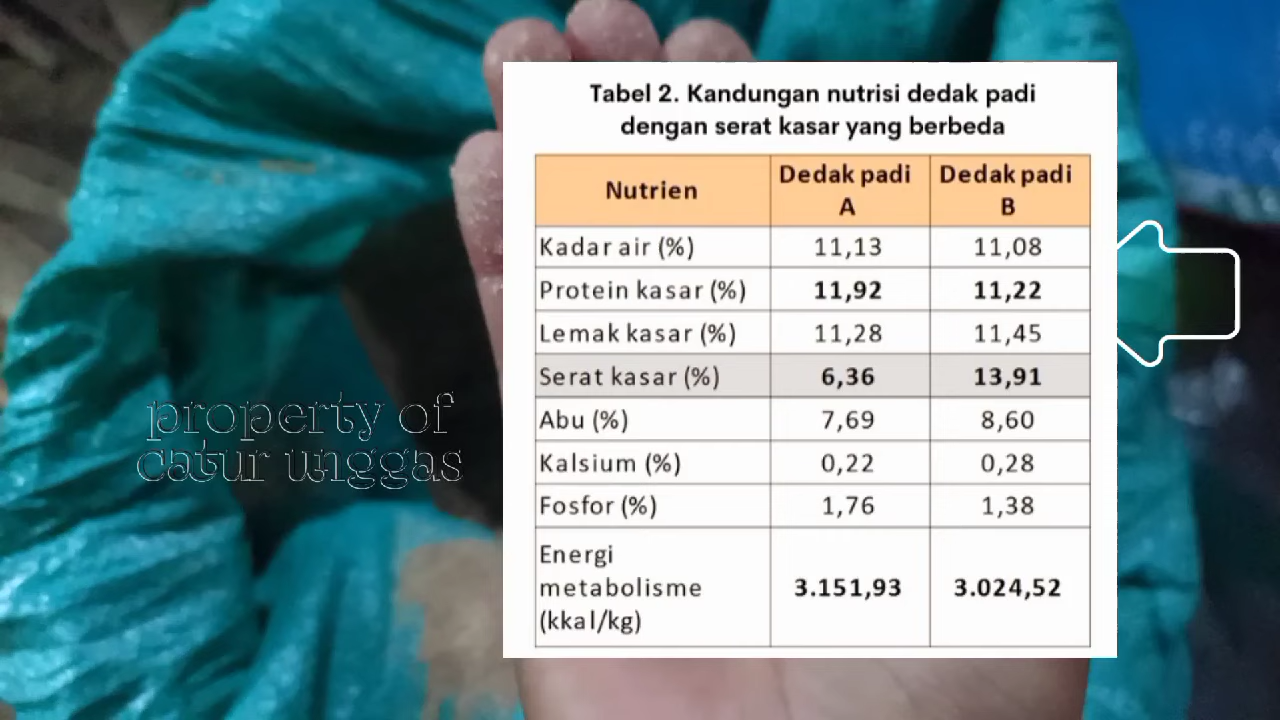 Tabel 2. Kandungan nutrisi dedak padi
dengan serat kasar yang berbeda
Nutrien Dedak padi A Dedak padi B
Kadar air (%) 11,13 11,08
Protein kasar (%) 11,92 11,22
Lemak kasar (%) 11,28 11,45
Serat kasar (%) 6,36 13,91
Abu (%) 7,69 8,60
Kalsium (%) 0,22 0,28
Fosfor (%) 1,76 1,38
Energi metabolisme (kkal/kg) 3.151,93 3.024,52
property of
catur unggas